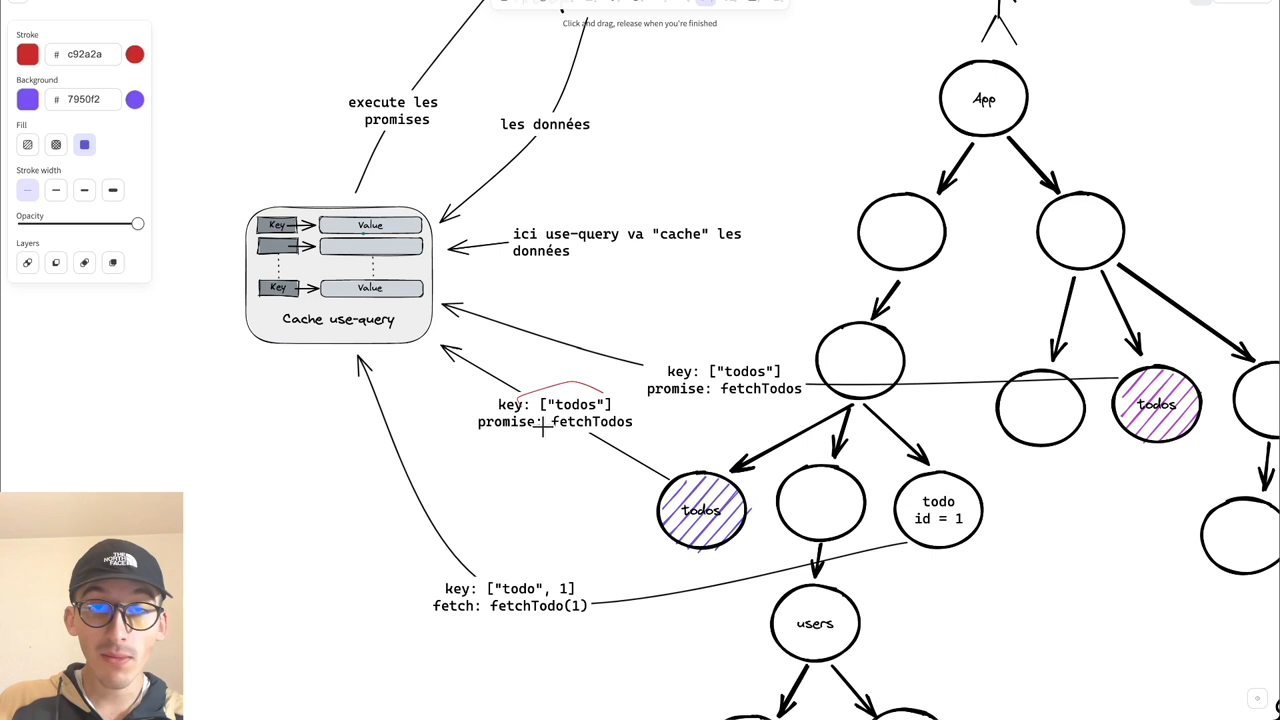 Click and drag, release when you're finished
Stroke
# c92a2a
Background
# 7950f2
Fill
Stroke width
Opacity
Layers
execute les
promises
les données
Key
Value
Key
Value
Cache use-query
ici use-query va "cache" les
données
key: ["todos"]
promise: fetchTodos
key: ["todos"]
promise: fetchTodos
key: ["todo", 1]
fetch: fetchTodo(1)
App
todos
todos
todo
id = 1
users
THE
NORTH
FACE